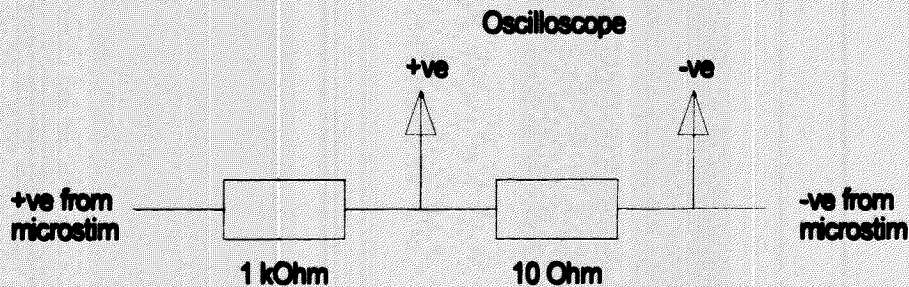 Oscilloscope
+ve
-ve
+ve from
microstim
-ve from
microstim
1 kOhm
10 Ohm